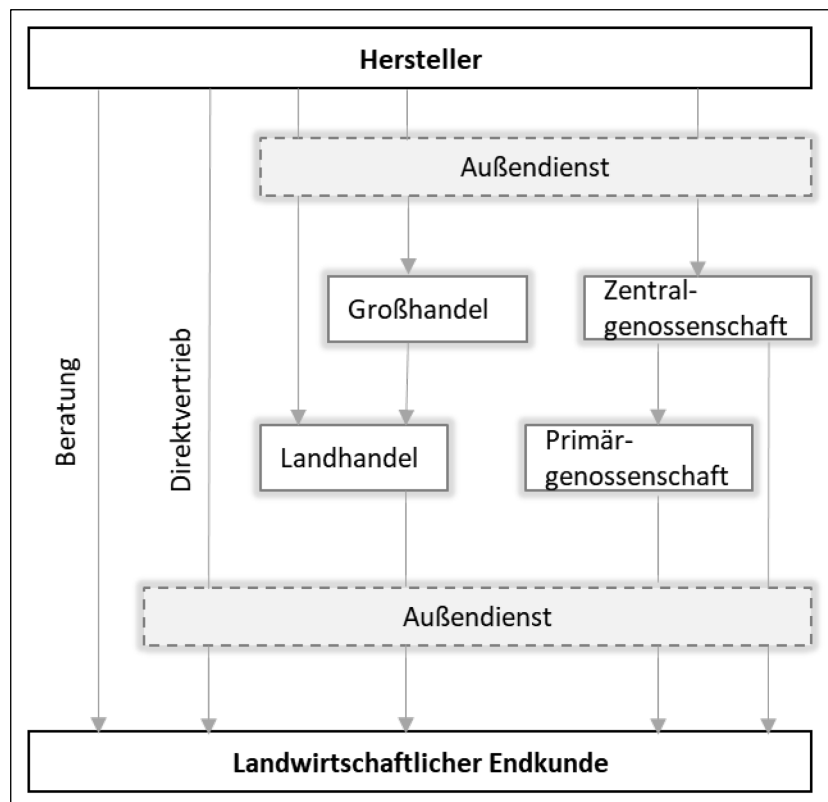 Hersteller
Außendienst
Großhandel
Zentral-
genossenschaft
Beratung
Direktvertrieb
Landhandel
Primär-
genossenschaft
Außendienst
Landwirtschaftlicher Endkunde